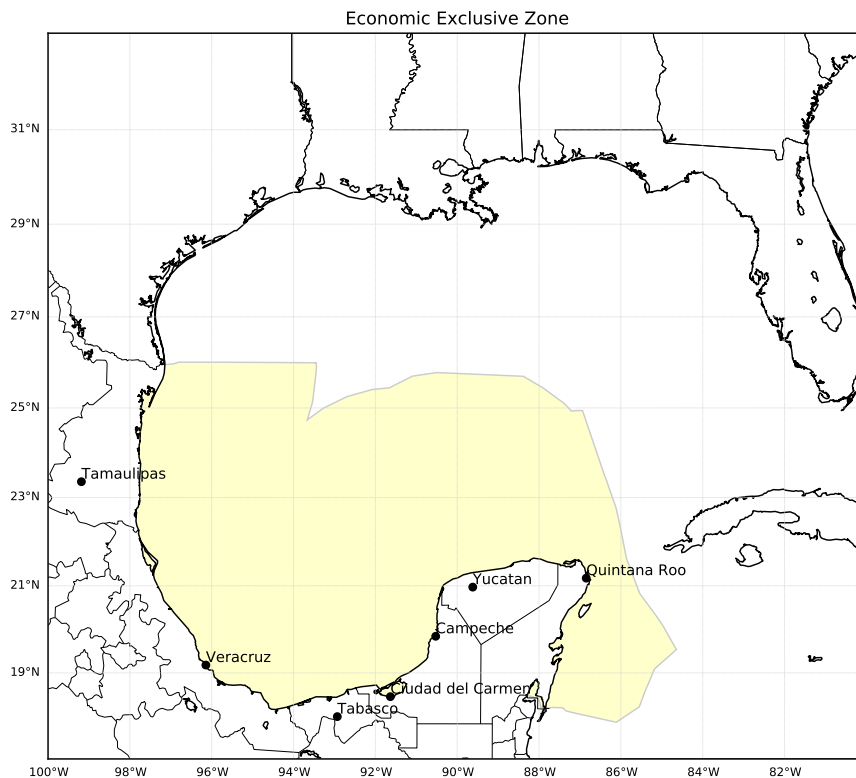 Economic Exclusive Zone
31°N
29°N
27°N
25°N
Tamaulipas
23°N
Quintana Roo
21°N
Yucatan
Campeche
Veracruz
19°N
Ciudad del Carmen
Tabasco
100°W 98°W 96°W 94°W 92°W 90°W 88°W 86°W 84°W 82°W